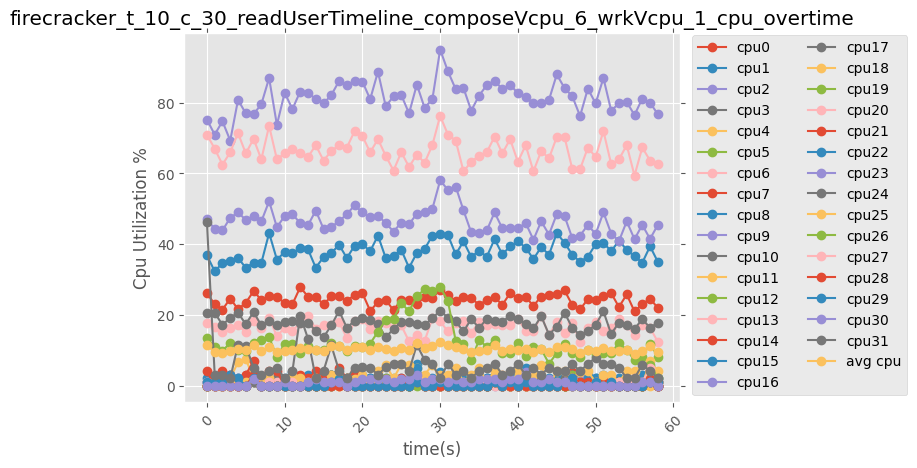 firecracker_t_10_c_30_readUserTimeline_composeVcpu_6_wrkVcpu_1_cpu_overtime
Cpu Utilization %
80
60
40
20
0
0 10 20 30 40 50 60
time(s)
cpu0
cpu1
cpu2
cpu3
cpu4
cpu5
cpu6
cpu7
cpu8
cpu9
cpu10
cpu11
cpu12
cpu13
cpu14
cpu15
cpu16
cpu17
cpu18
cpu19
cpu20
cpu21
cpu22
cpu23
cpu24
cpu25
cpu26
cpu27
cpu28
cpu29
cpu30
cpu31
avg cpu